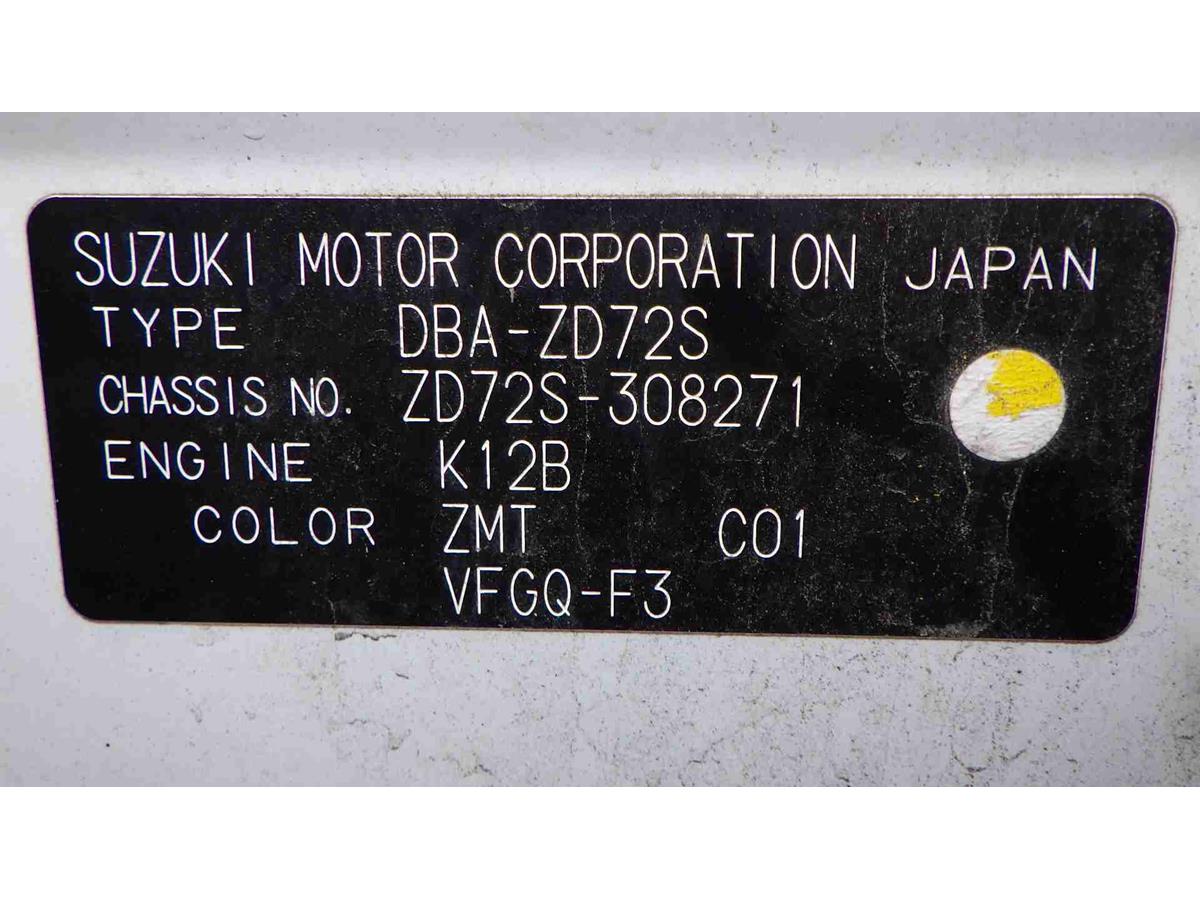 SUZUKI MOTOR CORPORATION JAPAN
TYPE DBA-ZD72S
CHASSIS NO. ZD72S-308271
ENGINE K12B
COLOR ZMT C01
VFGQ-F3